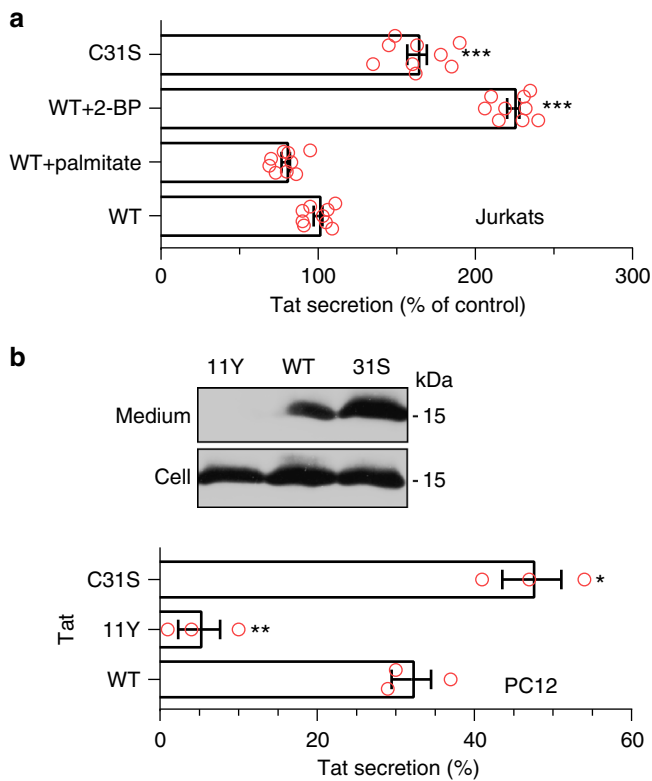 a
C31S
***
WT+2-BP
***
WT+palmitate
WT
Jurkats
0 100 200 300
Tat secretion (% of control)
b
11Y WT 31S kDa
Medium - 15
Cell - 15
C31S
*
Tat
11Y
**
WT
PC12
0 20 40 60
Tat secretion (%)